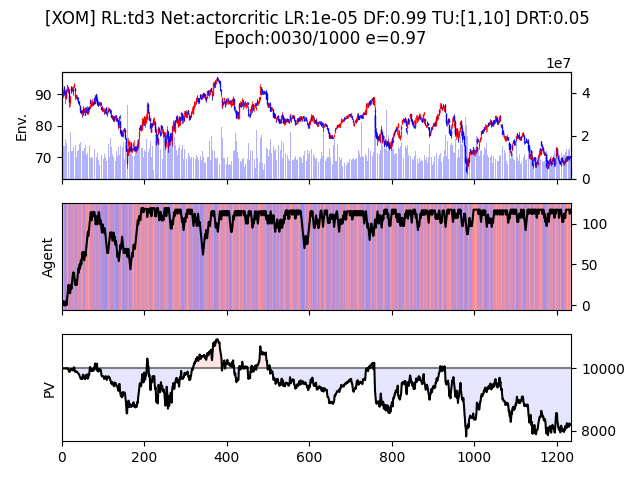 [XOM] RL:td3 Net:actorcritic LR:1e-05 DF:0.99 TU:[1,10] DRT:0.05
Epoch:0030/1000 e=0.97
1e7
Env.
90
80
70
4
2
0
Agent
100
50
0
PV
10000
8000
0 200 400 600 800 1000 1200